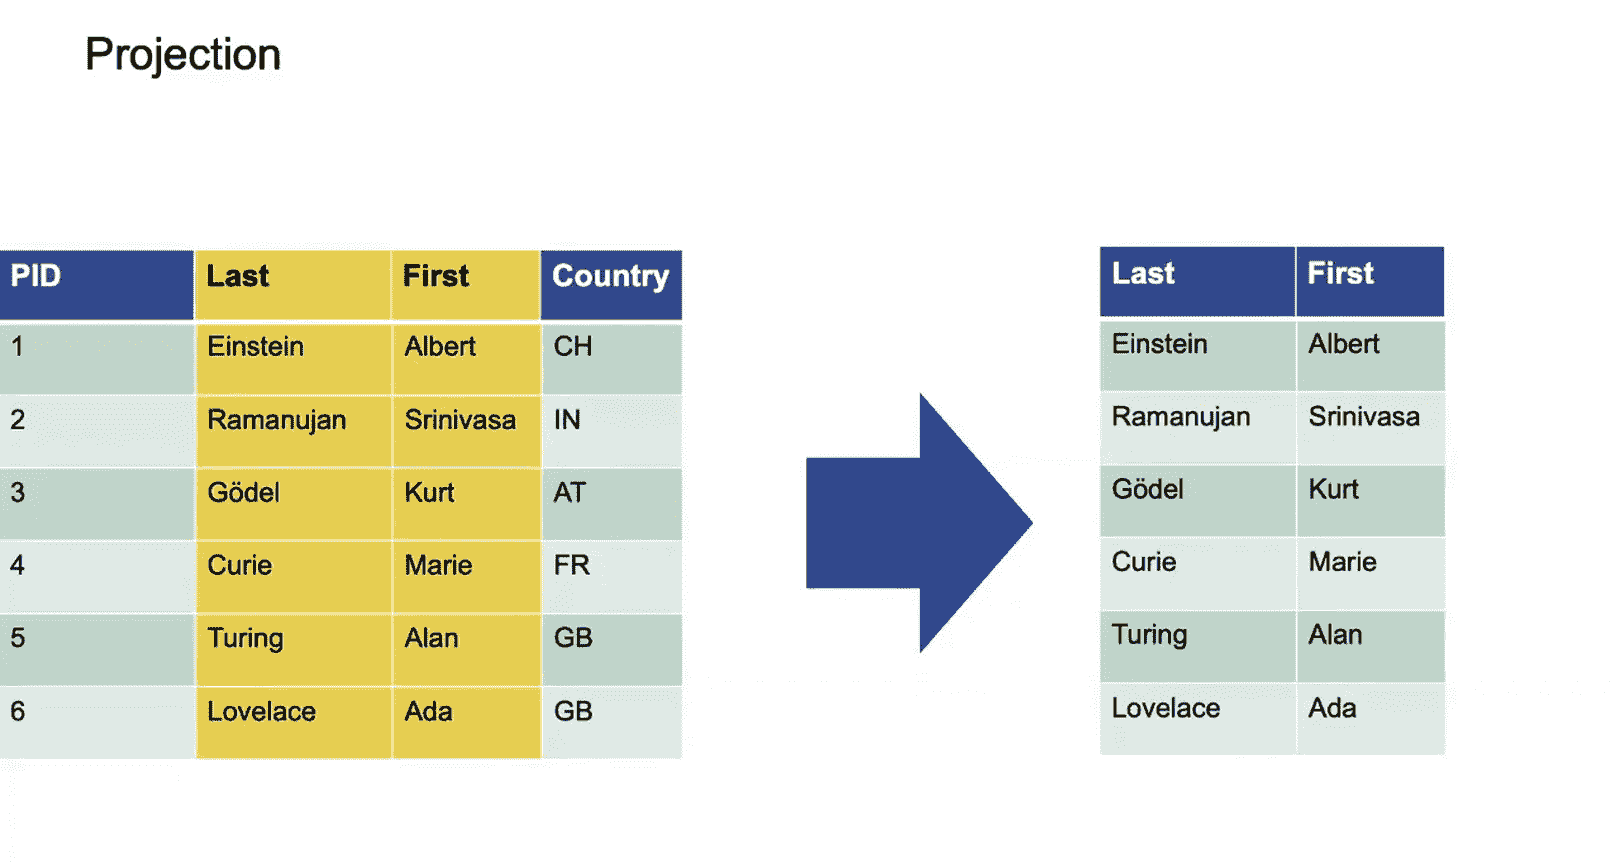 Projection
PID Last First Country
1 Einstein Albert CH
2 Ramanujan Srinivasa IN
3 Gödel Kurt AT
4 Curie Marie FR
5 Turing Alan GB
6 Lovelace Ada GB
Last First
Einstein Albert
Ramanujan Srinivasa
Gödel Kurt
Curie Marie
Turing Alan
Lovelace Ada